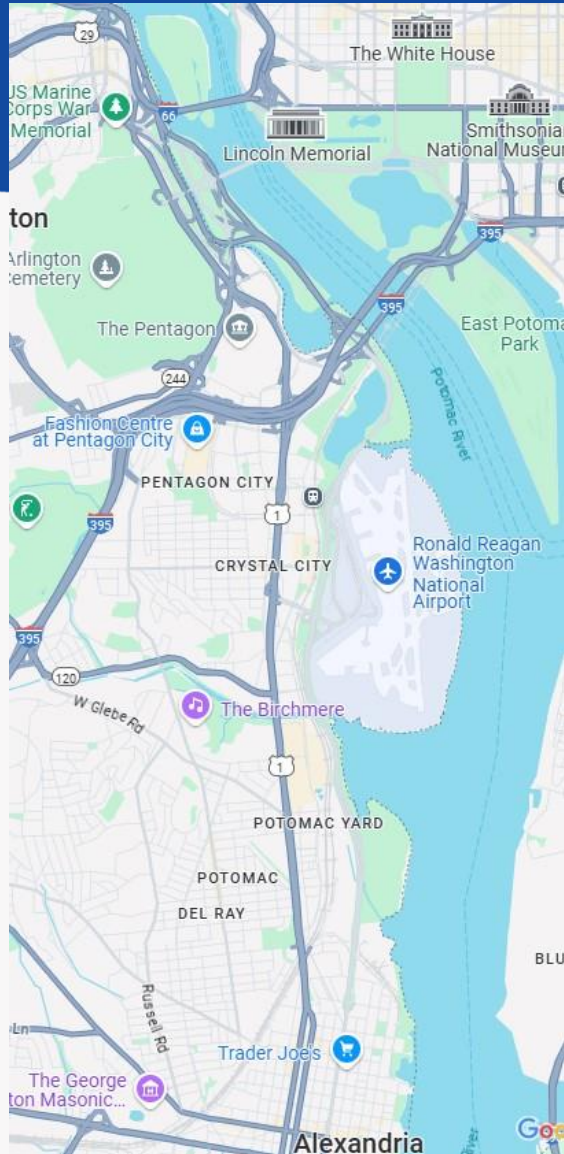 29
The White House
US Marine
Corps War
Memorial
66
Lincoln Memorial
Smithsonian
National Museum
ton
395
Arlington
Cemetery
395
The Pentagon
East Potoma
Park
244
Potomac River
Fashion Centre
at Pentagon City
PENTAGON CITY
1
395
CRYSTAL CITY
Ronald Reagan
Washington
National
Airport
395
120
W Glebe Rd
The Birchmere
1
POTOMAC YARD
POTOMAC
DEL RAY
BLU
Russell Rd
Ln
Trader Joe's
The George
ton Masonic...
Goo
Alexandria